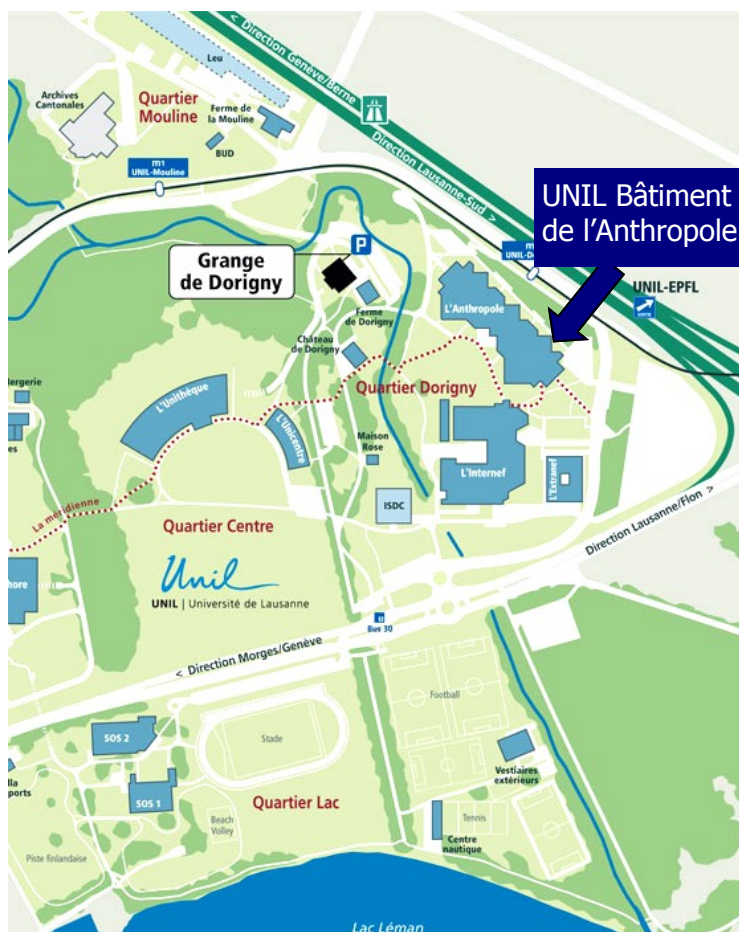 < Direction Genève/Berne
Leu
Archives
Cantonales
Quartier
Mouline
Ferme de
la Mouline
BUD
Direction Lausanne-Sud >
m1
UNIL-Mouline
UNIL Bâtiment
de l’Anthropole
P
Grange
de Dorigny
UNIL-EPFL
L'Anthropole
Ferme
de Dorigny
Château
de Dorigny
Quartier Dorigny
L'Unithèque
L'Unicentre
Maison
Rose
L'Internef
L'Extranef
ISDC
La méridienne
Quartier Centre
Unil
UNIL | Université de Lausanne
Direction Lausanne/Flon >
Bus 30
< Direction Morges/Genève
Football
SOS 2
Stade
SOS 1
Quartier Lac
Vestiaires
extérieurs
Beach
Volley
Tennis
Centre
nautique
Piste finlandaise
Lac Léman